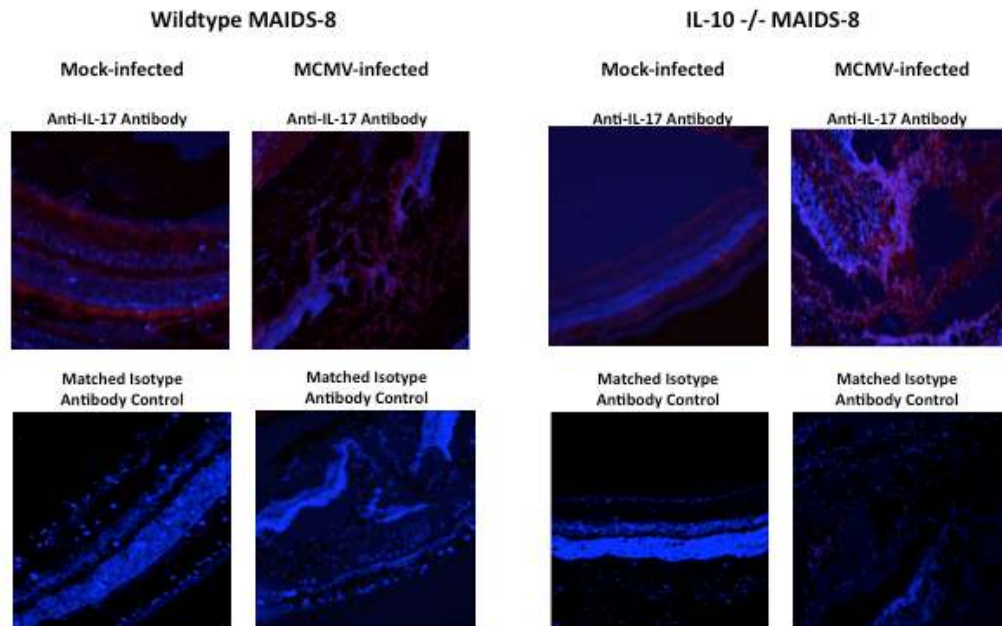 Wildtype MAIDS-8
IL-10 -/- MAIDS-8
Mock-infected
MCMV-infected
Mock-infected
MCMV-infected
Anti-IL-17 Antibody
Anti-IL-17 Antibody
Anti-IL-17 Antibody
Anti-IL-17 Antibody
Matched Isotype
Antibody Control
Matched Isotype
Antibody Control
Matched Isotype
Antibody Control
Matched Isotype
Antibody Control